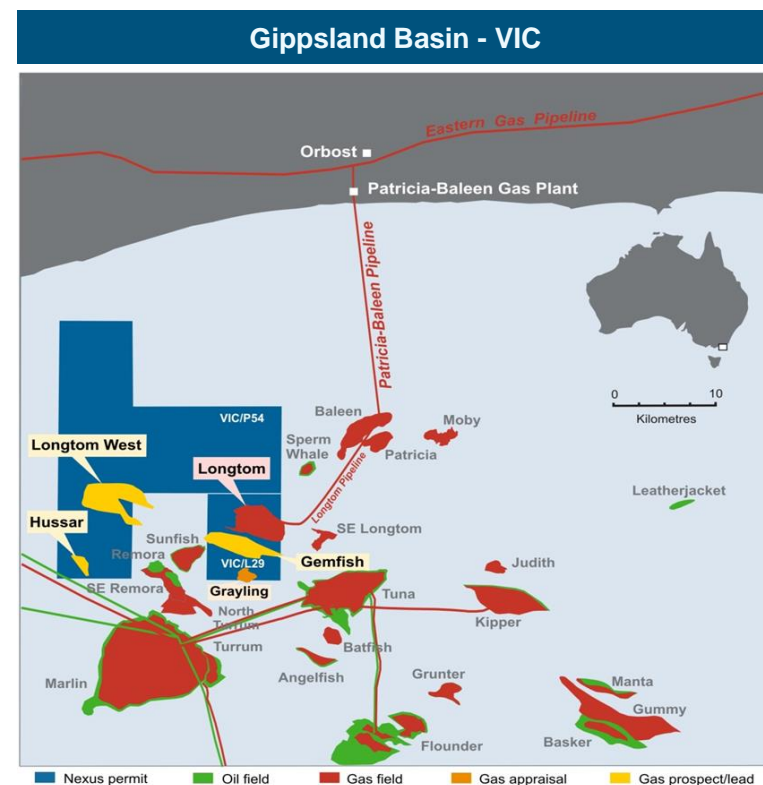 Gippsland Basin - VIC
Eastern Gas Pipeline
Orbost
Patricia-Baleen Gas Plant
Patricia-Baleen Pipeline
0 10
Kilometres
VIC/P54
Baleen
Moby
Sperm
Whale
Patricia
Longtom West
Longtom
Longtom Pipeline
Leatherjacket
Hussar
SE Longtom
Sunfish
Remora
VIC/L29
Gemfish
Judith
SE Remora
Grayling
Tuna
North
Turrum
Kipper
Turrum
Batfish
Marlin
Angelfish
Grunter
Manta
Gummy
Basker
Flounder
Nexus permit Oil field Gas field Gas appraisal Gas prospect/lead